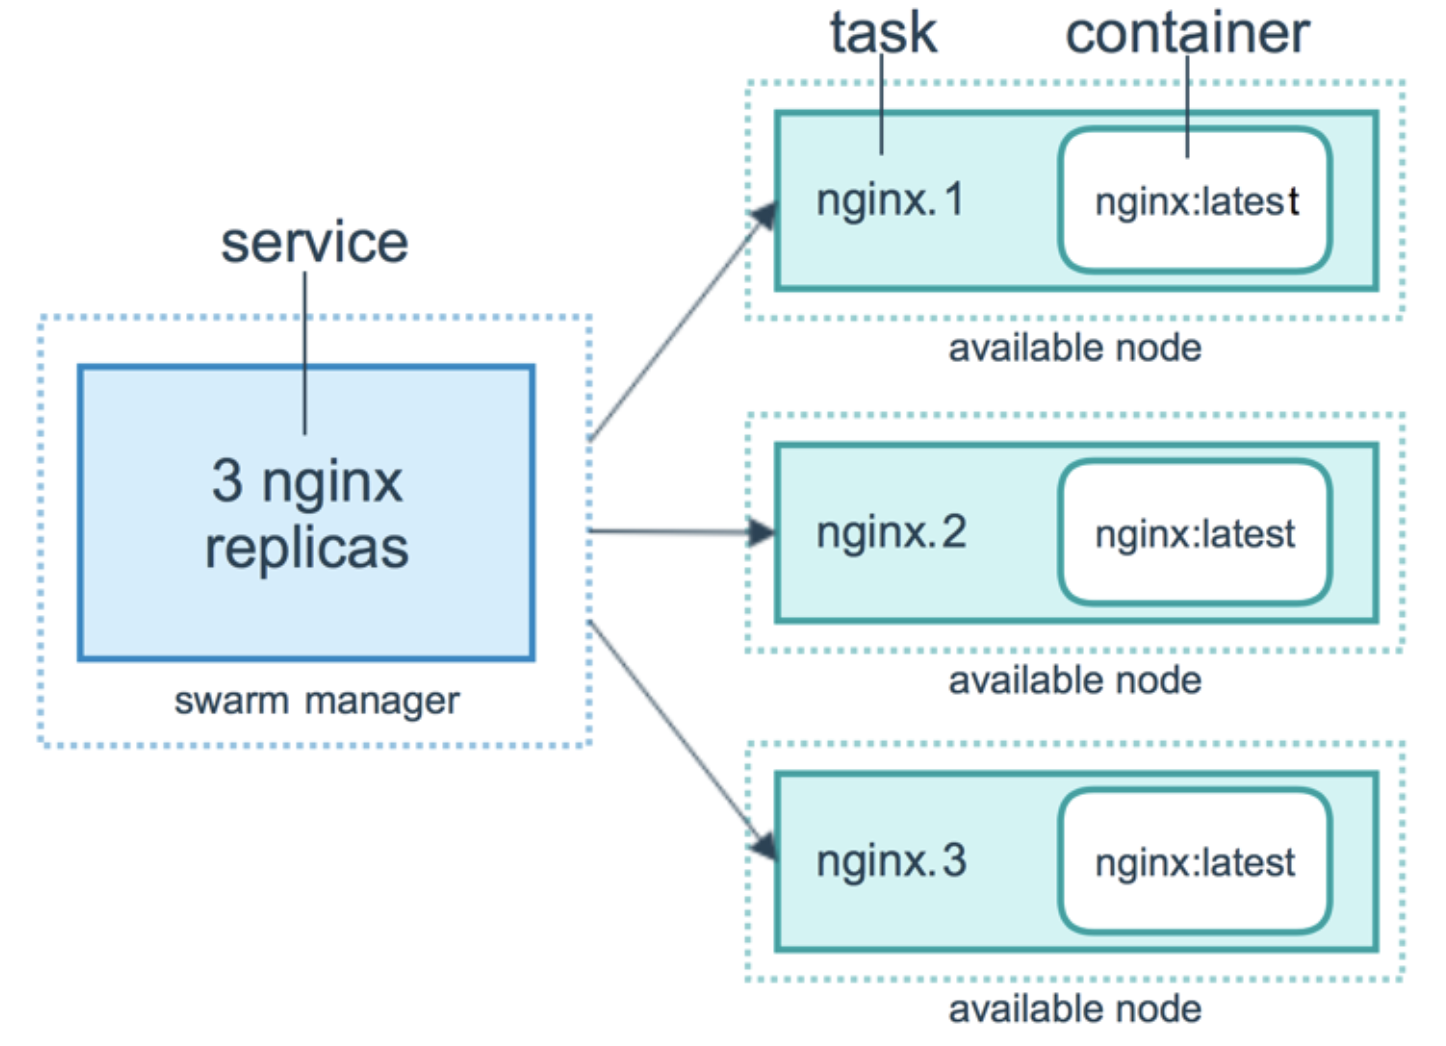 service
3 nginx
replicas
swarm manager
task
container
nginx.1
nginx:latest
available node
nginx.2
nginx:latest
available node
nginx.3
nginx:latest
available node